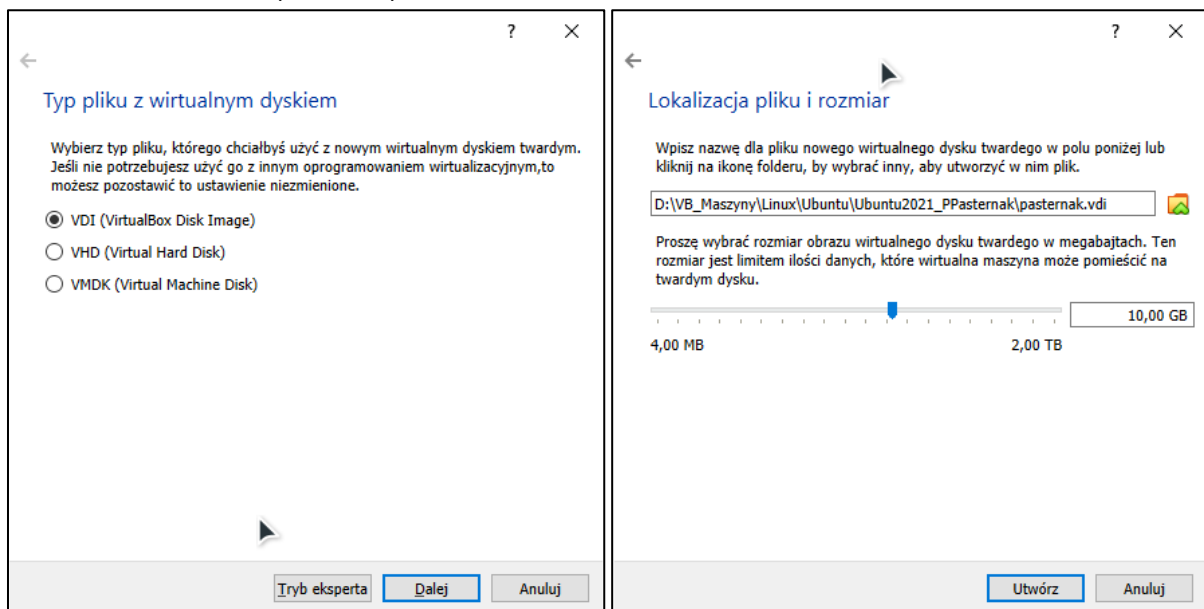 ?
Typ pliku z wirtualnym dyskiem
Wybierz typ pliku, którego chciałbyś użyć z nowym wirtualnym dyskiem twardym.
Jeśli nie potrzebujesz użyć go z innym oprogramowaniem wirtualizacyjnym,to
możesz pozostawić to ustawienie niezmienione.
VDI (VirtualBox Disk Image)
VHD (Virtual Hard Disk)
VMDK (Virtual Machine Disk)
Tryb eksperta Dalej Anuluj
?
Lokalizacja pliku i rozmiar
Wpisz nazwę dla pliku nowego wirtualnego dysku twardego w polu poniżej lub
kliknij na ikonę folderu, by wybrać inny, aby utworzyć w nim plik.
D:\VB_Maszyny\Linux\Ubuntu\Ubuntu2021_PPasternak\pasternak.vdi
Proszę wybrać rozmiar obrazu wirtualnego dysku twardego w megabajtach. Ten
rozmiar jest limitem ilości danych, które wirtualna maszyna może pomieścić na
twardym dysku.
10,00 GB
4,00 MB 2,00 TB
Utwórz Anuluj